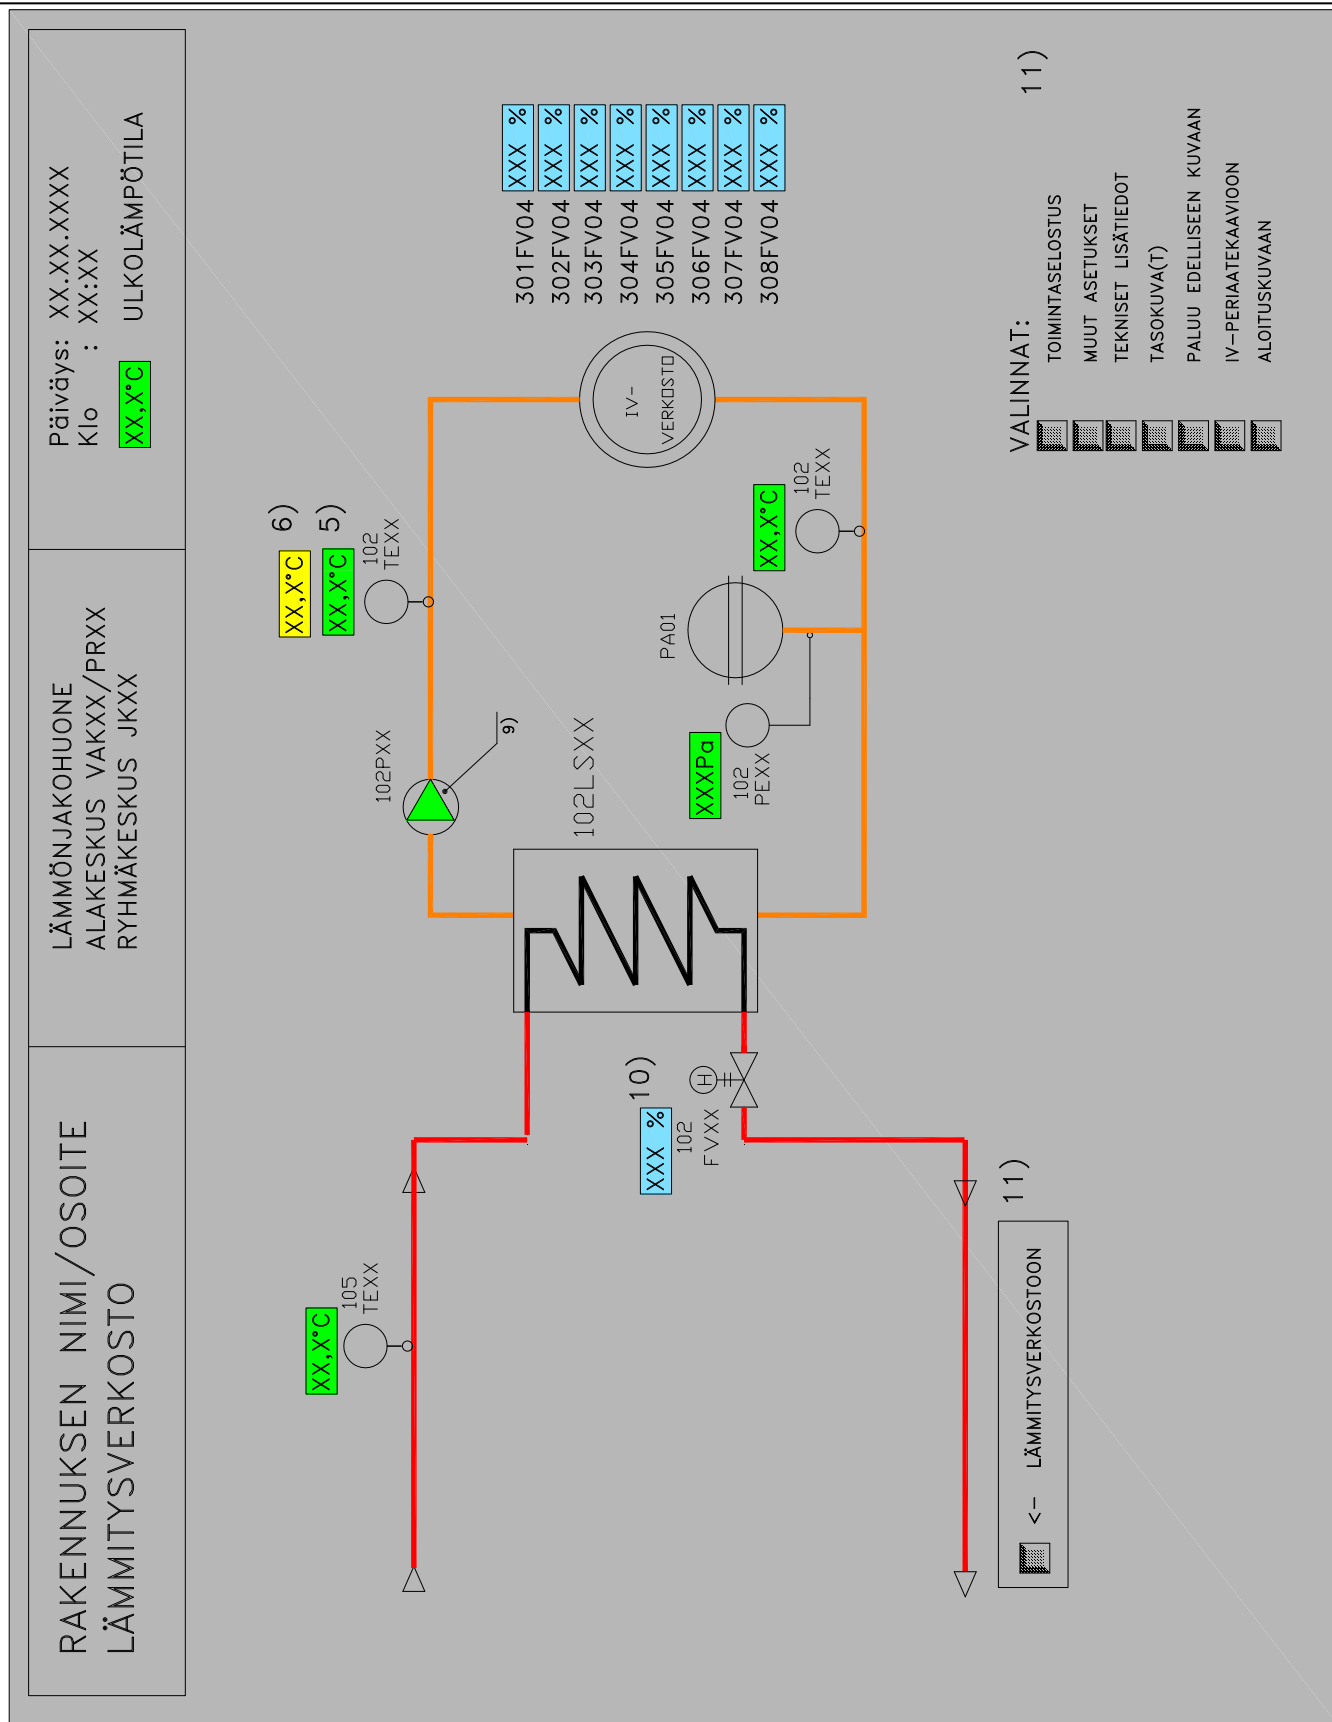 RAKENNUKSEN NIMI/OSOITE
LÄMMITYSVERKOSTO
LÄMMÖNJAKOHUONE
ALAKESKUS VAKXX/PRXX
RYHMÄKESKUS JKXX
Päiväys: XX.XX.XXXX
Klo : XX:XX
XX,X°C ULKOLÄMPÖTILA
XX,X°C
105
TEXX
XX,X°C 6)
XX,X°C 5)
102
TEXX
102PXX
9)
102LSXX
XXX % 10)
102
FVXX
H
XXXPa
102
PEXX
PA01
XX,X°C
102
TEXX
IV-
VERKOSTO
301FV04 XXX %
302FV04 XXX %
303FV04 XXX %
304FV04 XXX %
305FV04 XXX %
306FV04 XXX %
307FV04 XXX %
308FV04 XXX %
11)
<- LÄMMITYSVERKOSTOON
VALINNAT: 11)
TOIMINTASELOSTUS
MUUT ASETUKSET
TEKNISET LISÄTIEDOT
TASOKUVA(T)
PALUU EDELLISEEN KUVAAN
IV-PERIAATEKAAVIOON
ALOITUSKUVAAN